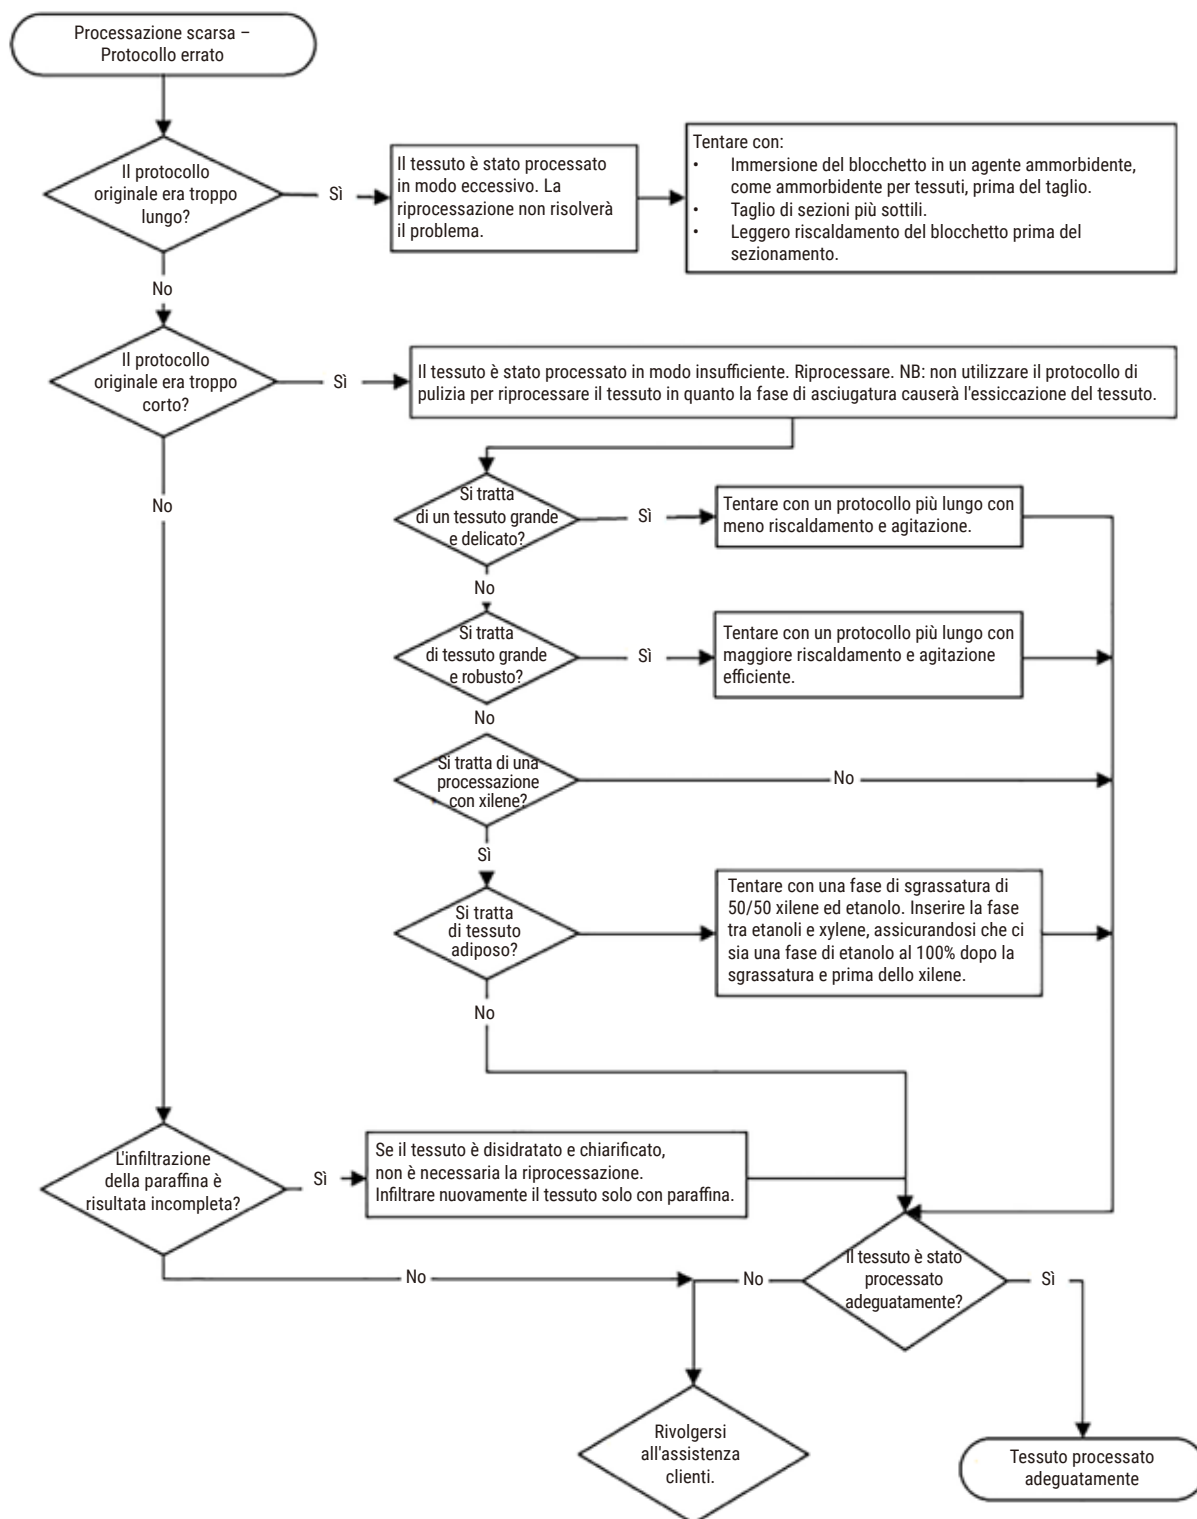 Processazione scarsa –
Protocollo errato
Il protocollo
originale era troppo
lungo?
Sì
Il tessuto è stato processato
in modo eccessivo. La
riprocessazione non risolverà
il problema.
Tentare con:
• Immersione del blocchetto in un agente ammorbidente,
come ammorbidente per tessuti, prima del taglio.
• Taglio di sezioni più sottili.
• Leggero riscaldamento del blocchetto prima del
sezionamento.
No
Il protocollo
originale era troppo
corto?
Sì
Il tessuto è stato processato in modo insufficiente. Riprocessare. NB: non utilizzare il protocollo di
pulizia per riprocessare il tessuto in quanto la fase di asciugatura causerà l'essiccazione del tessuto.
No
Si tratta
di un tessuto grande
e delicato?
Sì
Tentare con un protocollo più lungo con
meno riscaldamento e agitazione.
No
Si tratta
di tessuto grande
e robusto?
Sì
Tentare con un protocollo più lungo con
maggiore riscaldamento e agitazione
efficiente.
No
Si tratta di una
processazione
con xilene?
No
Sì
Si tratta
di tessuto
adiposo?
Tentare con una fase di sgrassatura di
50/50 xilene ed etanolo. Inserire la fase
tra etanoli e xylene, assicurandosi che ci
sia una fase di etanolo al 100% dopo la
sgrassatura e prima dello xilene.
No
L'infiltrazione
della paraffina è
risultata incompleta?
Sì
Se il tessuto è disidratato e chiarificato,
non è necessaria la riprocessazione.
Infiltrare nuovamente il tessuto solo con paraffina.
No
No
Il tessuto è stato
processato
adeguatamente?
Sì
Rivolgersi
all'assistenza
clienti.
Tessuto processato
adeguatamente